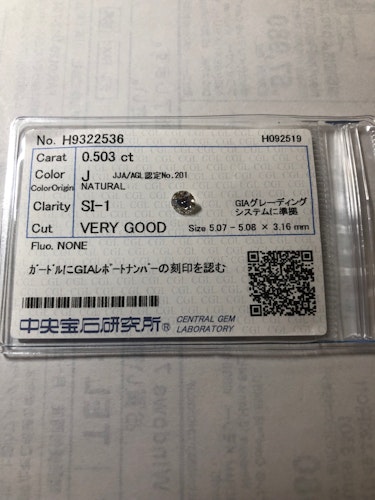 No. H9322536
H092519
Carat 0.503 ct
Color J JJA/AGL認定No.201
ColorOrigin NATURAL
Clarity SI-1 GIAグレーディング
システムに準拠
Cut VERY GOOD Size 5.07 - 5.08 × 3.16 mm
Fluo. NONE
ガードルにGIAレポートナンバーの刻印を認む
中央宝石研究所® CENTRAL GEM
LABORATORY